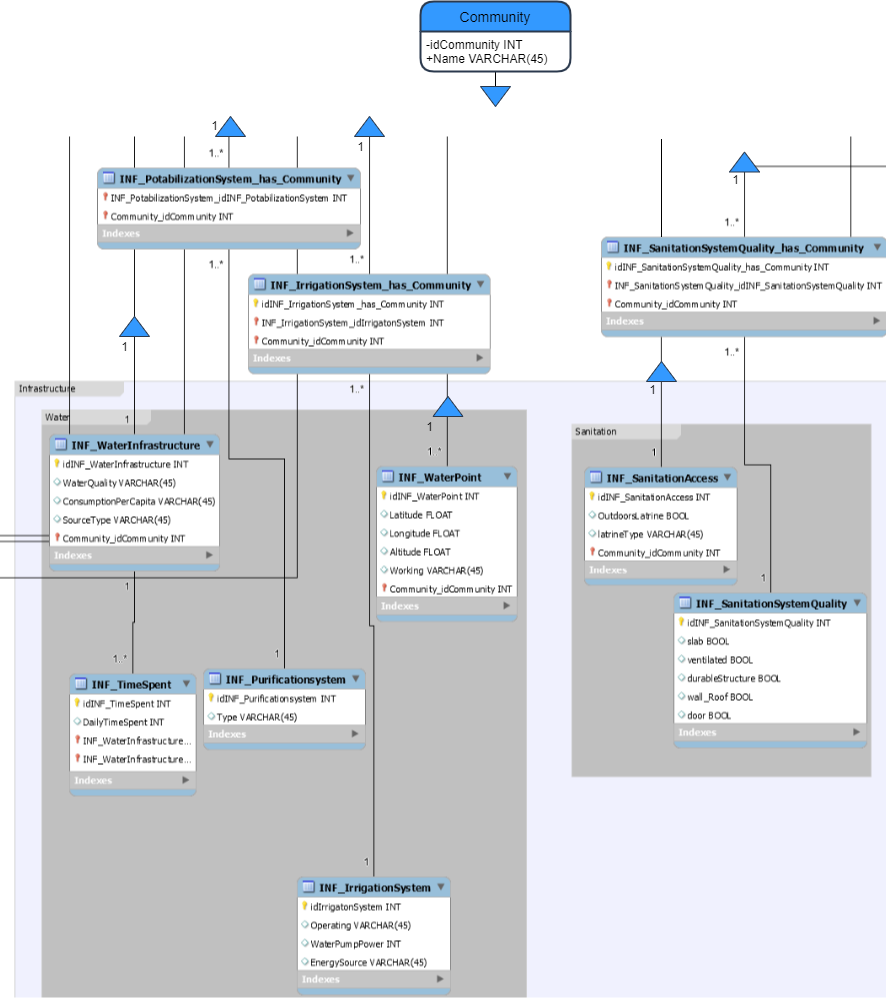 Community
-idCommunity INT
+Name VARCHAR(45)
1
1..*
1
1
1..*
INF_PotabilizationSystem_has_Community
INF_PotabilizationSystem_idINF_PotabilizationSystem INT
Community_idCommunity INT
Indexes
1..*
1..*
INF_IrrigationSystem_has_Community
idINF_IrrigationSystem_has_Community INT
INF_IrrigationSystem_idIrrigatonSystem INT
Community_idCommunity INT
Indexes
1..*
INF_SanitationSystemQuality_has_Community
idINF_SanitationSystemQuality_has_Community INT
INF_SanitationSystemQuality_idINF_SanitationSystemQuality INT
Community_idCommunity INT
Indexes
1..*
1
1
Infrastructure
Water
1
1
1..*
INF_WaterInfrastructure
idINF_WaterInfrastructure INT
WaterQuality VARCHAR(45)
ConsumptionPerCapita VARCHAR(45)
SourceType VARCHAR(45)
Community_idCommunity INT
Indexes
1
1..*
INF_WaterPoint
idINF_WaterPoint INT
Latitude FLOAT
Longitude FLOAT
Altitude FLOAT
Working VARCHAR(45)
Community_idCommunity INT
Indexes
Sanitation
1
INF_SanitationAccess
idINF_SanitationAccess INT
OutdoorsLatrine BOOL
latrineType VARCHAR(45)
Community_idCommunity INT
Indexes
1
INF_SanitationSystemQuality
idINF_SanitationSystemQuality INT
slab BOOL
ventilated BOOL
durableStructure BOOL
wall_Roof BOOL
door BOOL
Indexes
INF_TimeSpent
idINF_TimeSpent INT
DailyTimeSpent INT
INF_WaterInfrastructure...
INF_WaterInfrastructure...
Indexes
1
INF_Purificationsystem
idINF_Purificationsystem INT
Type VARCHAR(45)
Indexes
1
INF_IrrigationSystem
idIrrigatonSystem INT
Operating VARCHAR(45)
WaterPumpPower INT
EnergySource VARCHAR(45)
Indexes